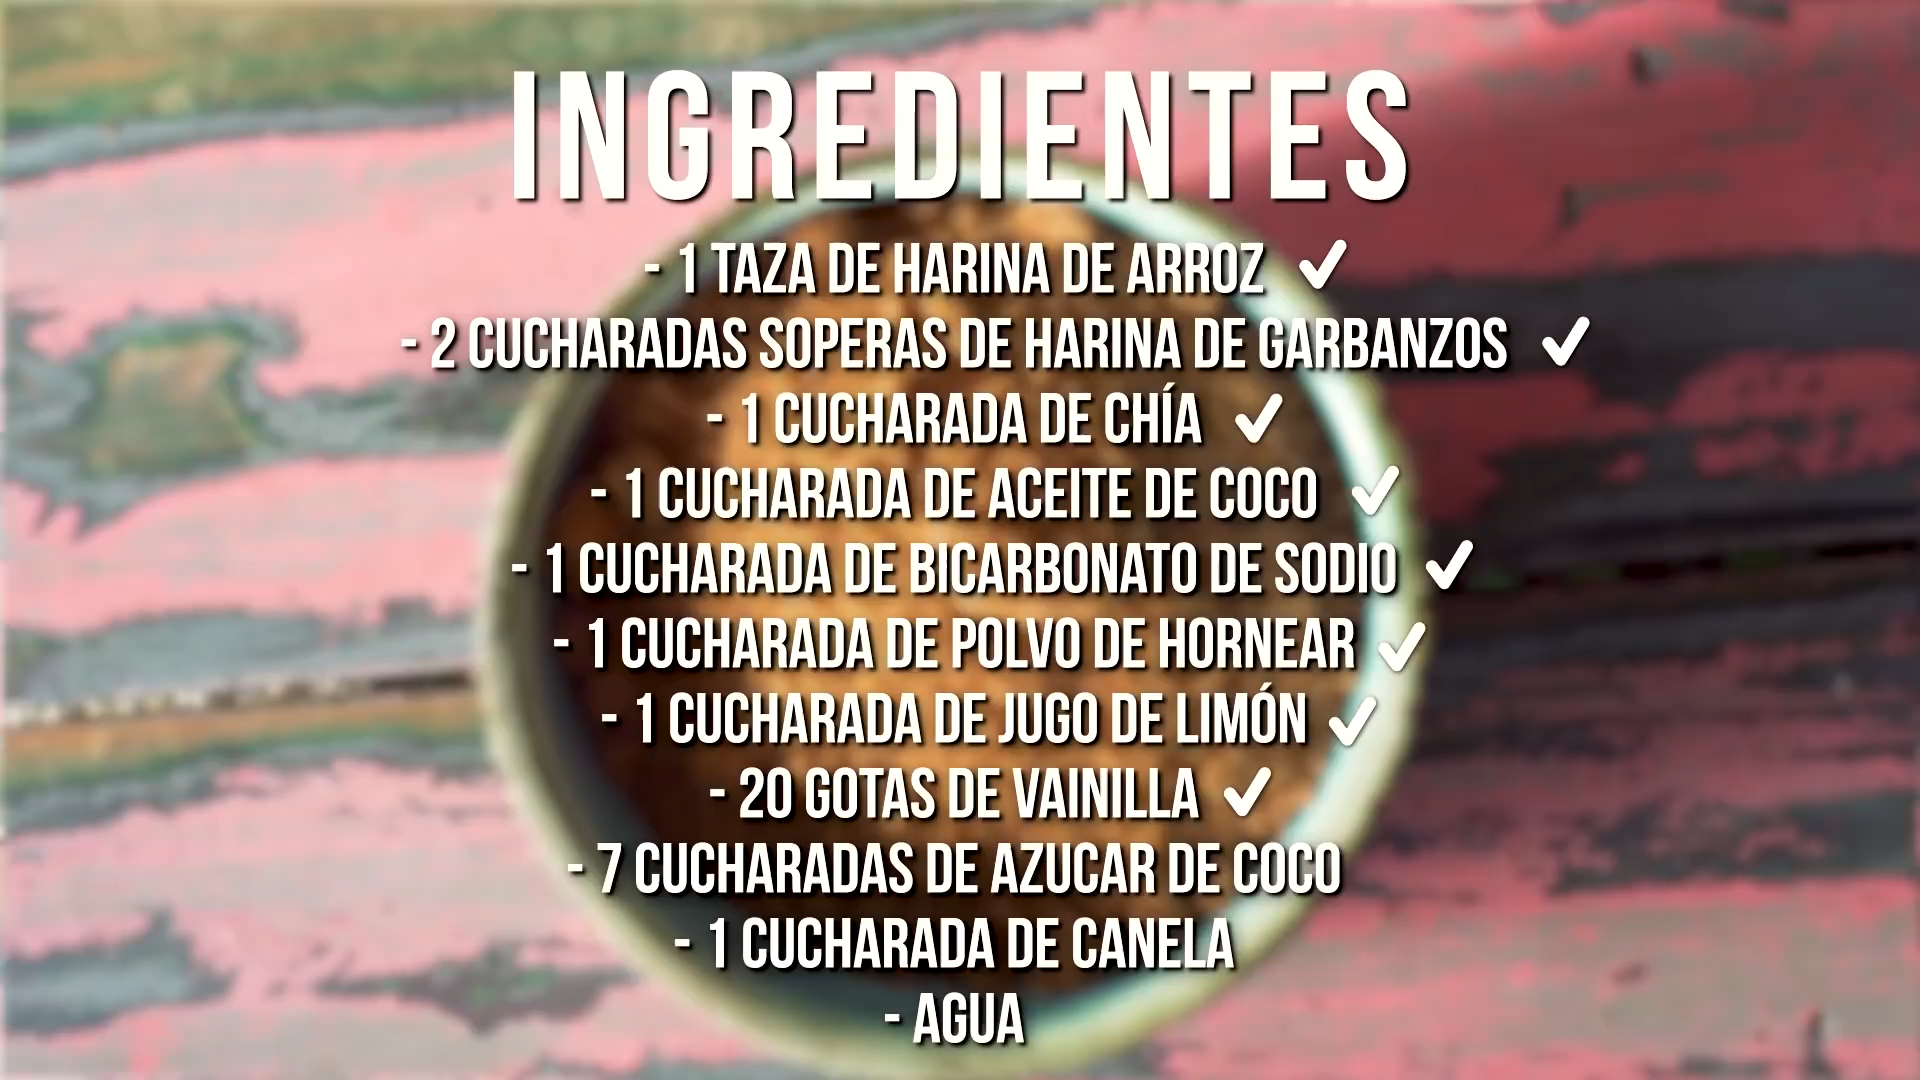 INGREDIENTES
- 1 TAZA DE HARINA DE ARROZ ✔
- 2 CUCHARADAS SOPERAS DE HARINA DE GARBANZOS ✔
- 1 CUCHARADA DE CHÍA ✔
- 1 CUCHARADA DE ACEITE DE COCO ✔
- 1 CUCHARADA DE BICARBONATO DE SODIO ✔
- 1 CUCHARADA DE POLVO DE HORNEAR ✔
- 1 CUCHARADA DE JUGO DE LIMÓN ✔
- 20 GOTAS DE VAINILLA ✔
- 7 CUCHARADAS DE AZUCAR DE COCO
- 1 CUCHARADA DE CANELA
- AGUA